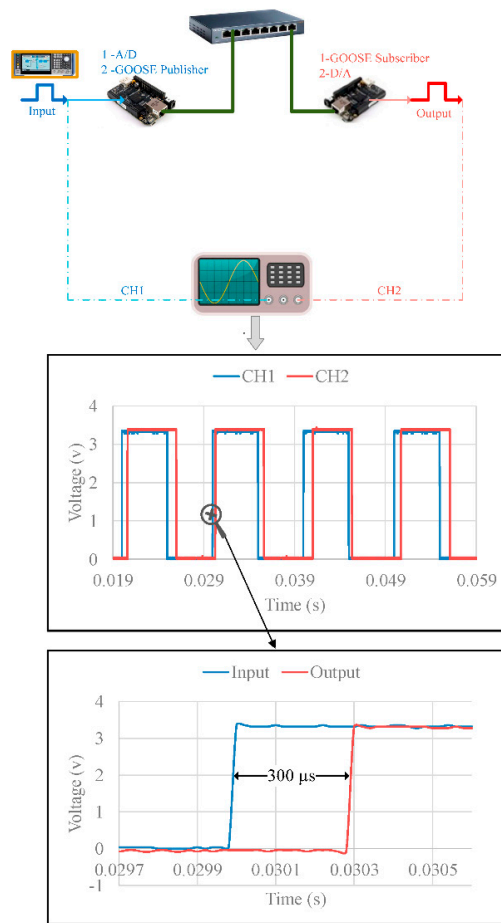 1 -A/D
2 -GOOSE Publisher
1-GOOSE Subscriber
2-D/A
Input
Output
CH1
CH2
CH1 CH2
Voltage (v)
4
3
2
1
0
0.019 0.029 0.039 0.049 0.059
Time (s)
Input Output
Voltage (v)
4
3
2
1
0
-1
300 µs
0.0297 0.0299 0.0301 0.0303 0.0305
Time (s)